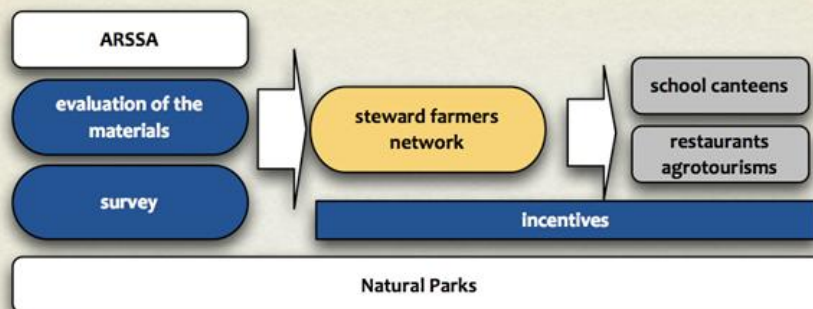 ARSSA
evaluation of the
materials
survey
steward farmers
network
school canteens
restaurants
agrotourisms
incentives
Natural Parks